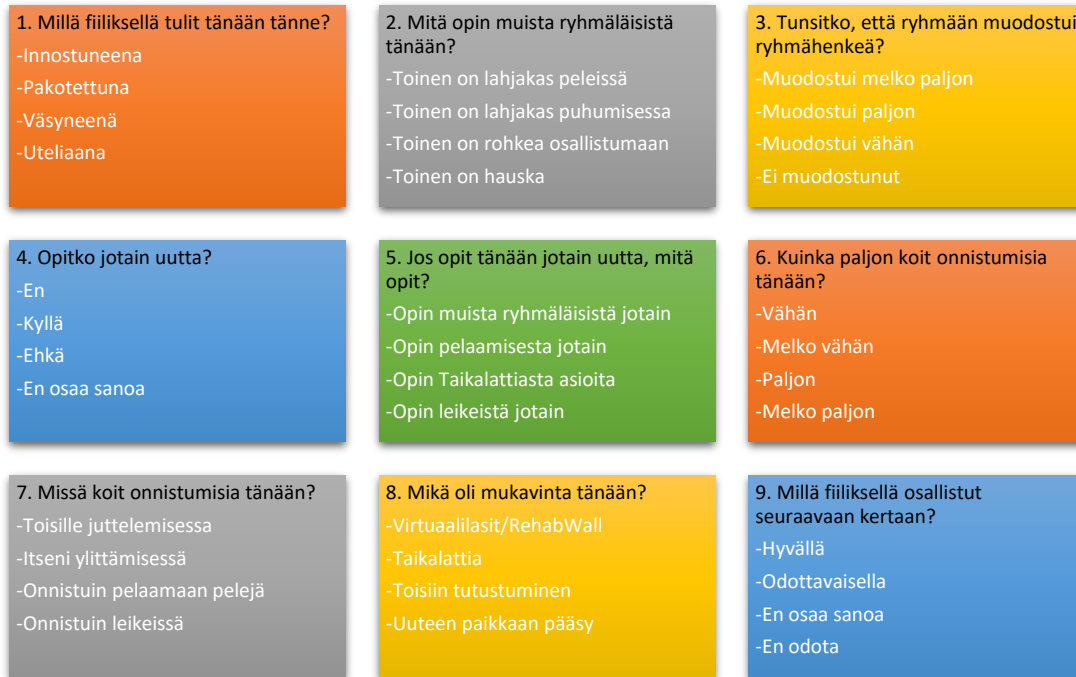 1. Millä fiiliksellä tulit tänään tänne?
-Innostuneena
-Pakotettuna
-Väsyneenä
-Uteliaana
2. Mitä opin muista ryhmäläisistä
tänään?
-Toinen on lahjakas peleissä
-Toinen on lahjakas puhumisessa
-Toinen on rohkea osallistumaan
-Toinen on hauska
3. Tunsitko, että ryhmään muodostui
ryhmähenkeä?
-Muodostui melko paljon
-Muodostui paljon
-Muodostui vähän
-Ei muodostunut
4. Opitko jotain uutta?
-En
-Kyllä
-Ehkä
-En osaa sanoa
5. Jos opit tänään jotain uutta, mitä
opit?
-Opin muista ryhmäläisistä jotain
-Opin pelaamisesta jotain
-Opin Taikalattiasta asioita
-Opin leikeistä jotain
6. Kuinka paljon koit onnistumisia
tänään?
-Vähän
-Melko vähän
-Paljon
-Melko paljon
7. Missä koit onnistumisia tänään?
-Toisille juttelemisessa
-Itseni ylittämisessä
-Onnistuin pelaamaan pelejä
-Onnistuin leikeissä
8. Mikä oli mukavinta tänään?
-Virtuaalilasit/RehabWall
-Taikalattia
-Toisiin tutustuminen
-Uuteen paikkaan pääsy
9. Millä fiiliksellä osallistut
seuraavaan kertaan?
-Hyvällä
-Odottavaisella
-En osaa sanoa
-En odota